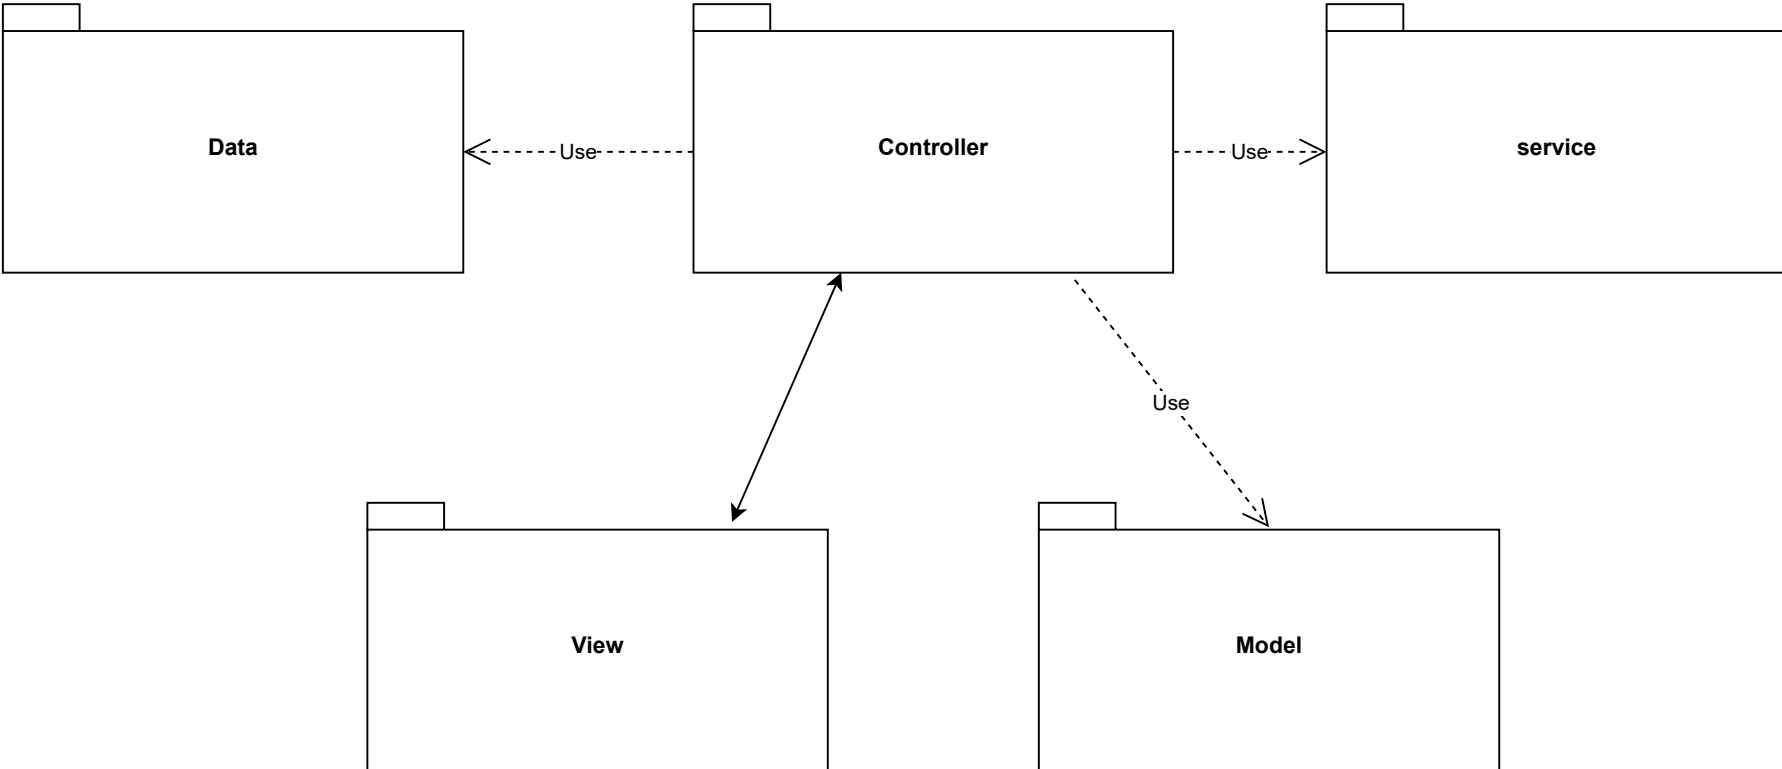 Data
Use
Controller
Use
service
Use
View
Model